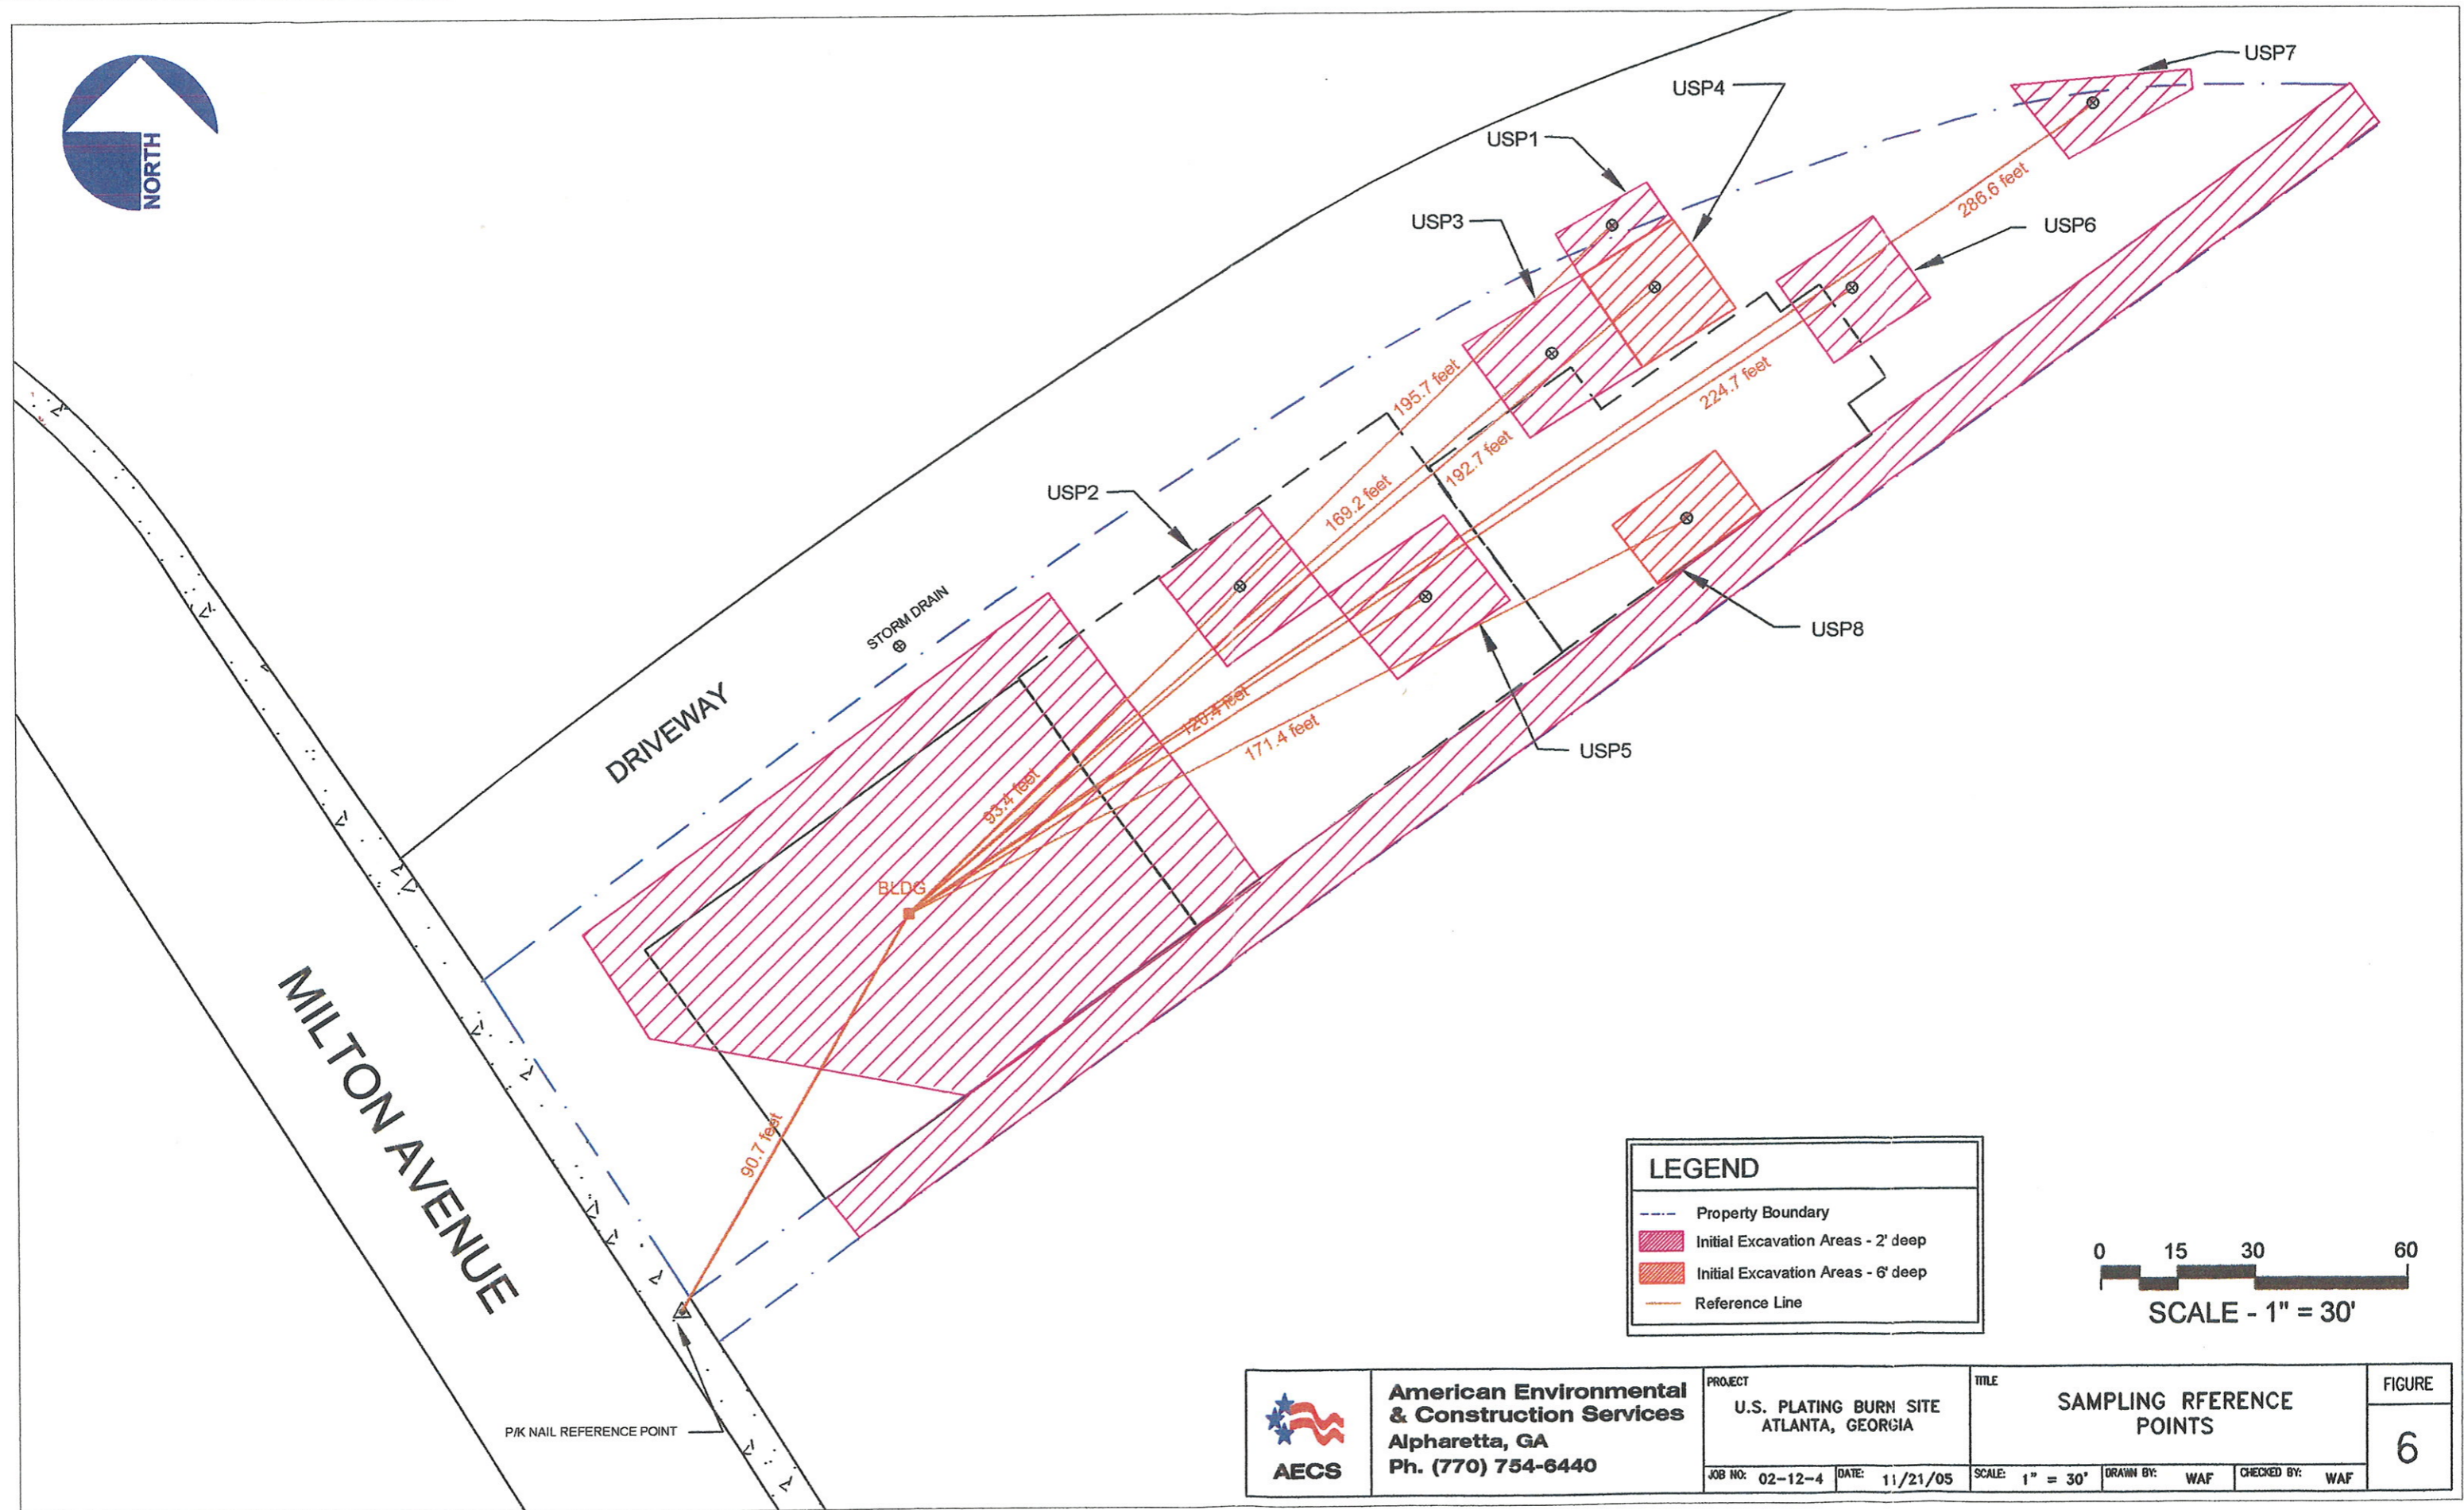 NORTH
USP7
USP4
USP1
USP3
USP6
286.6 feet
195.7 feet
224.7 feet
192.7 feet
169.2 feet
USP2
STORM DRAIN
USP8
DRIVEWAY
120.4 feet
171.4 feet
USP5
93.4 feet
BLDG
MILTON AVENUE
90.7 feet
P/K NAIL REFERENCE POINT
LEGEND
Property Boundary
Initial Excavation Areas - 2' deep
Initial Excavation Areas - 6' deep
Reference Line
0 15 30 60
SCALE - 1" = 30'
AECS
American Environmental
& Construction Services
Alpharetta, GA
Ph. (770) 754-6440
PROJECT
U.S. PLATING BURN SITE
ATLANTA, GEORGIA
JOB NO: 02-12-4 DATE: 11/21/05
TITLE
SAMPLING RFERENCE
POINTS
SCALE: 1" = 30' DRAWN BY: WAF CHECKED BY: WAF
FIGURE
6